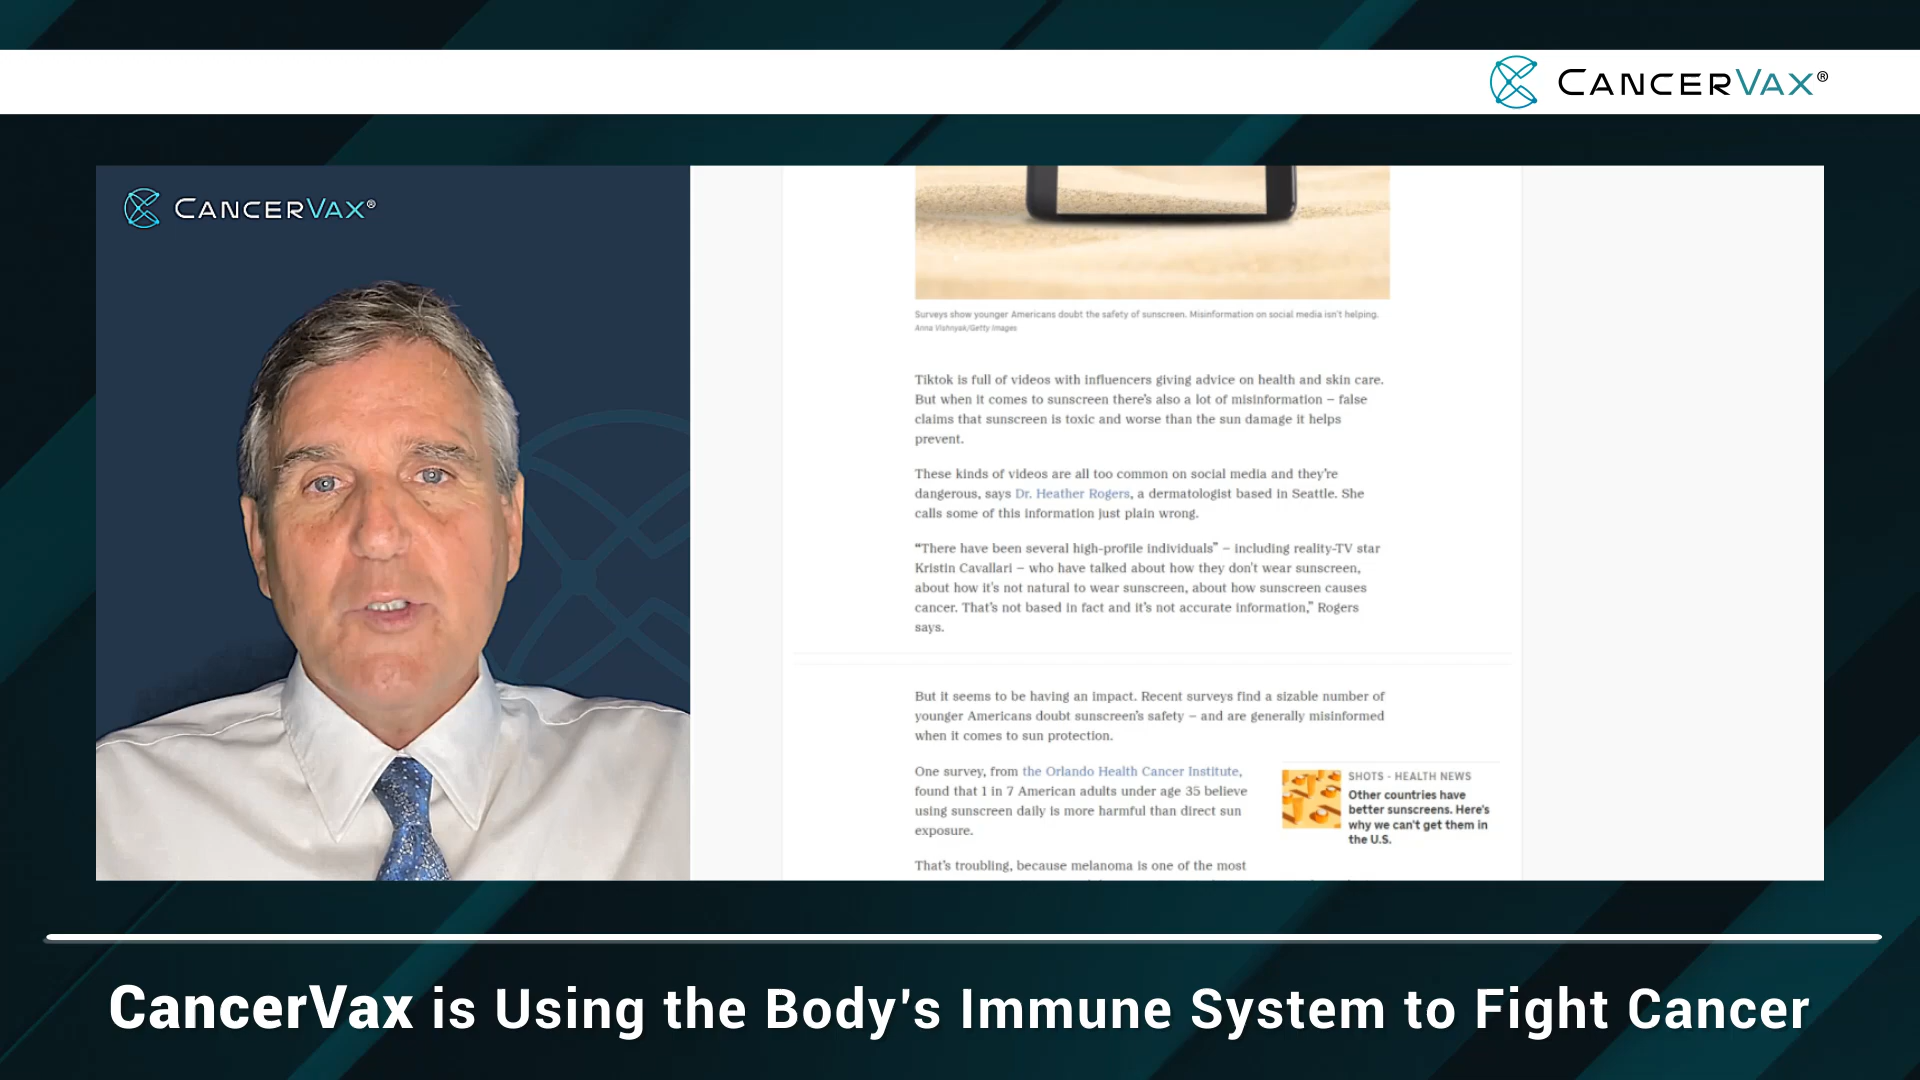 CANCERVAX®
CANCERVAX®
Surveys show younger Americans doubt the safety of sunscreen. Misinformation on social media isn't helping.
Anna Vishnyak/Getty Images
Tiktok is full of videos with influencers giving advice on health and skin care.
But when it comes to sunscreen there's also a lot of misinformation – false
claims that sunscreen is toxic and worse than the sun damage it helps
prevent.
These kinds of videos are all too common on social media and they're
dangerous, says Dr. Heather Rogers, a dermatologist based in Seattle. She
calls some of this information just plain wrong.
"There have been several high-profile individuals" – including reality-TV star
Kristin Cavallari – who have talked about how they don't wear sunscreen,
about how it's not natural to wear sunscreen, about how sunscreen causes
cancer. That's not based in fact and it's not accurate information," Rogers
says.
But it seems to be having an impact. Recent surveys find a sizable number of
younger Americans doubt sunscreen's safety – and are generally misinformed
when it comes to sun protection.
One survey, from the Orlando Health Cancer Institute,
found that 1 in 7 American adults under age 35 believe
using sunscreen daily is more harmful than direct sun
exposure.
That's troubling, because melanoma is one of the most
SHOTS - HEALTH NEWS
Other countries have
better sunscreens. Here's
why we can't get them in
the U.S.
CancerVax is Using the Body's Immune System to Fight Cancer